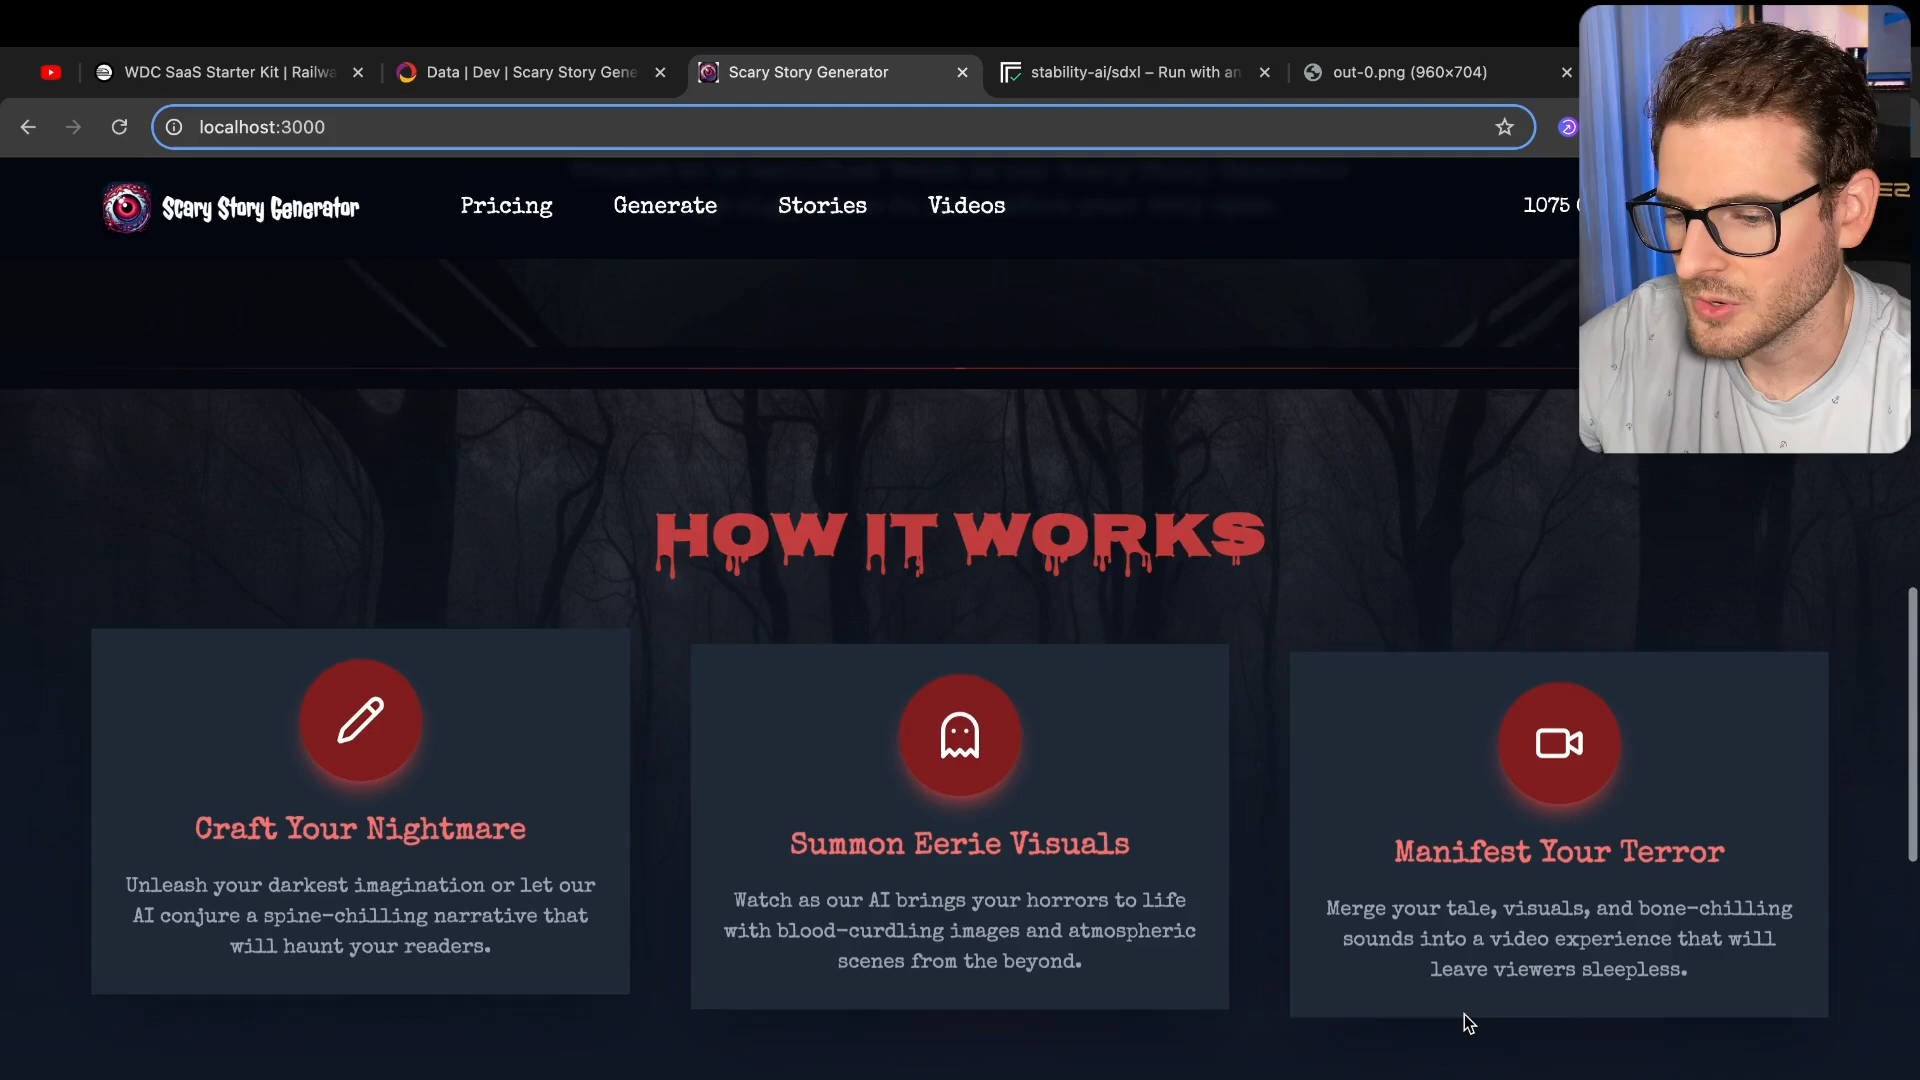 WDC SaaS Starter Kit | Railwa
Data | Dev | Scary Story Gene
Scary Story Generator
stability-ai/sdxl – Run with an
out-0.png (960×704)
localhost:3000
Scary Story Generator
Pricing
Generate
Stories
Videos
1075
HOW IT WORKS
Craft Your Nightmare
Unleash your darkest imagination or let our
AI conjure a spine-chilling narrative that
will haunt your readers.
Summon Eerie Visuals
Watch as our AI brings your horrors to life
with blood-curdling images and atmospheric
scenes from the beyond.
Manifest Your Terror
Merge your tale, visuals, and bone-chilling
sounds into a video experience that will
leave viewers sleepless.